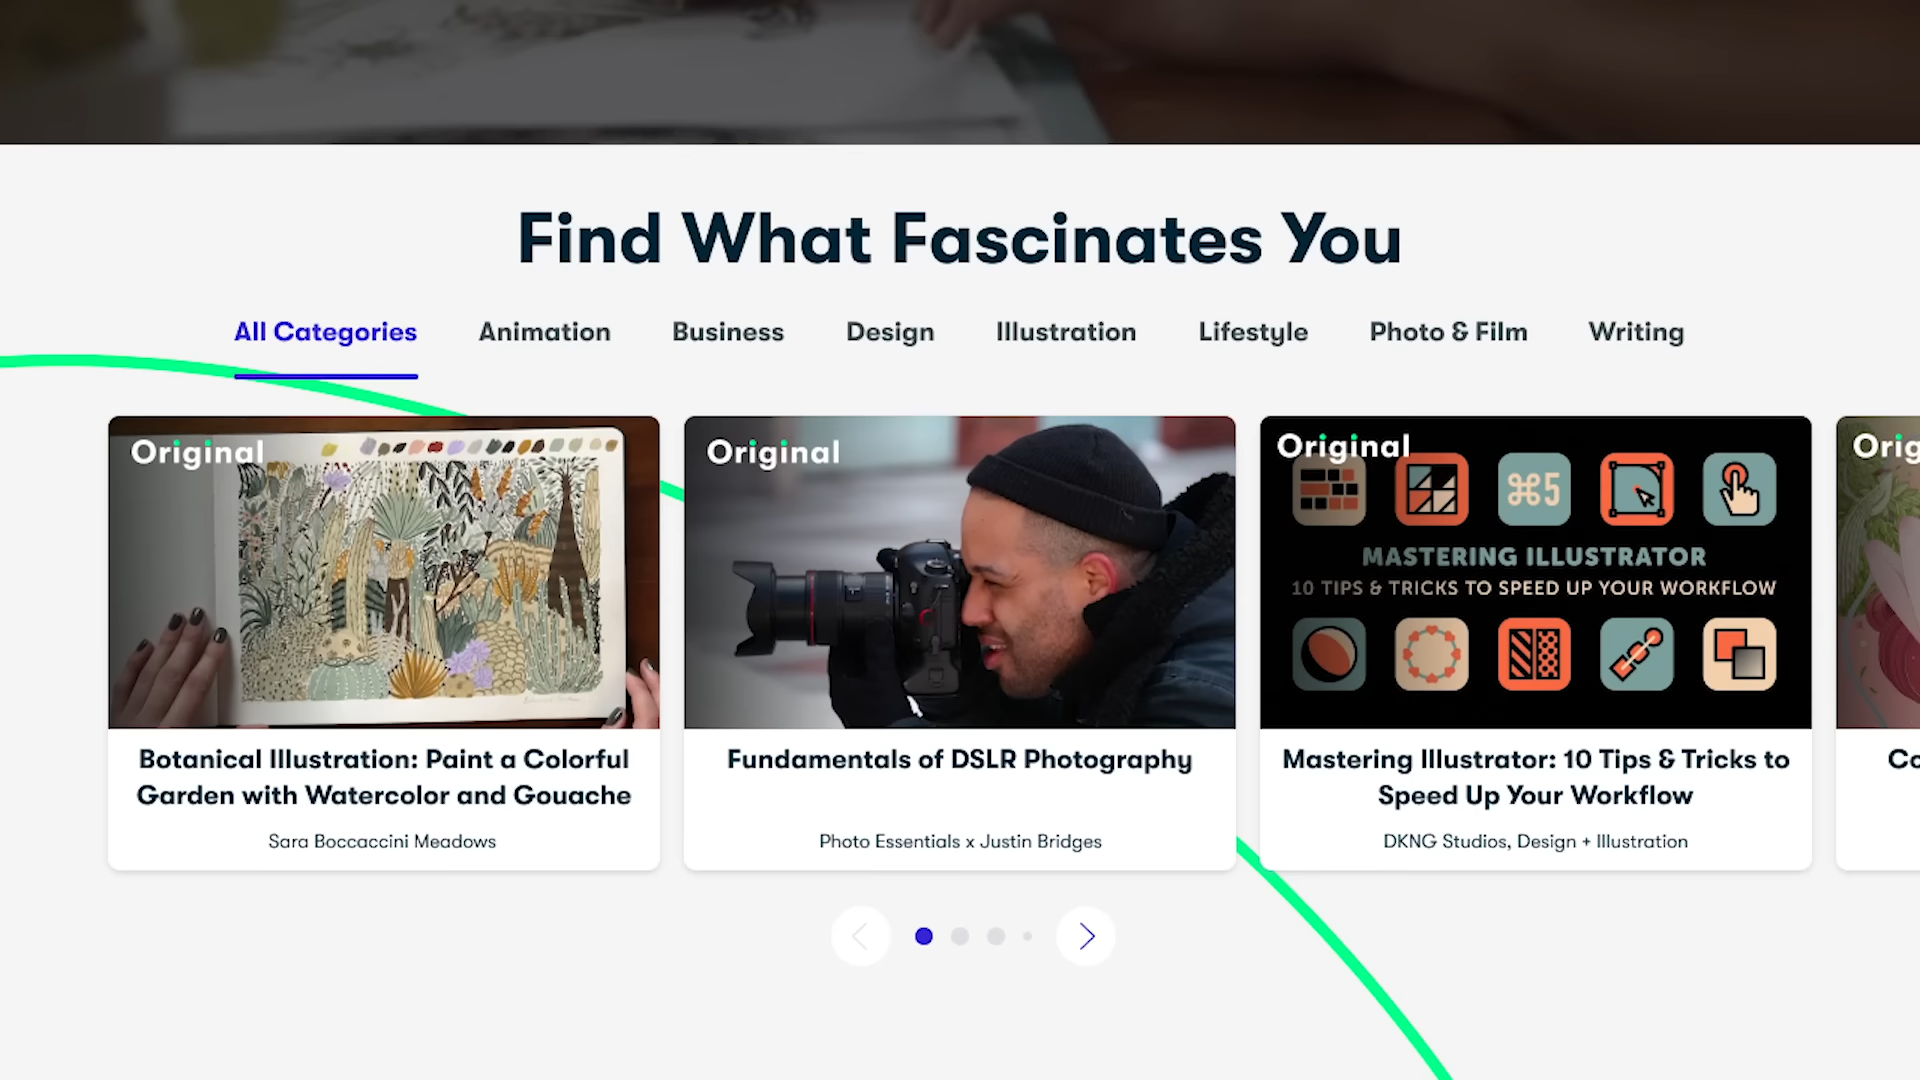 Find What Fascinates You
All Categories Animation Business Design Illustration Lifestyle Photo & Film Writing
Original
Botanical Illustration: Paint a Colorful
Garden with Watercolor and Gouache
Sara Boccaccini Meadows
Original
Fundamentals of DSLR Photography
Photo Essentials x Justin Bridges
Original
⌘5
MASTERING ILLUSTRATOR
10 TIPS & TRICKS TO SPEED UP YOUR WORKFLOW
Mastering Illustrator: 10 Tips & Tricks to
Speed Up Your Workflow
DKNG Studios, Design + Illustration
Orig
Co